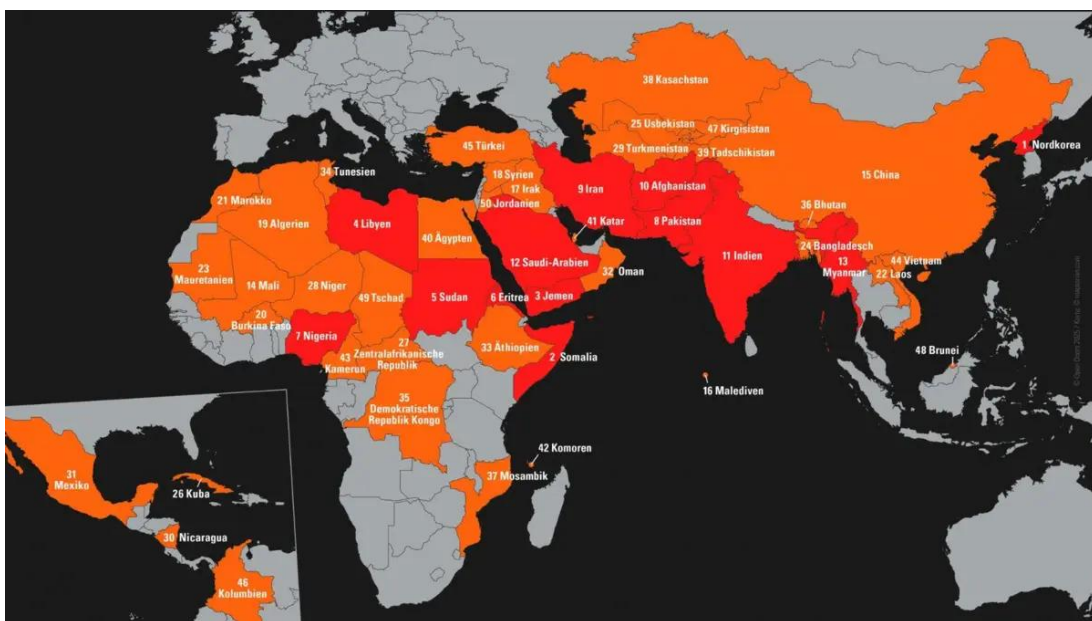 38 Kasachstan
25 Usbekistan
47 Kirgisistan
45 Türkei
29 Turkmenistan
39 Tadschikistan
1 Nordkorea
34 Tunesien
18 Syrien
9 Iran
10 Afghanistan
15 China
17 Irak
21 Marokko
50 Jordanien
36 Bhutan
19 Algerien
4 Libyen
40 Ägypten
41 Katar
8 Pakistan
24 Bangladesch
11 Indien
44 Vietnam
12 Saudi-Arabien
13
Myanmar
22 Laos
23
Mauretanien
32 Oman
14 Mali
28 Niger
49 Tschad
5 Sudan
6 Eritrea
3 Jemen
20
Burkina Faso
7 Nigeria
27
Zentralafrikanische
Republik
33 Äthiopien
43
Kamerun
2 Somalia
48 Brunei
16 Malediven
35
Demokratische
Republik Kongo
42 Komoren
37 Mosambik
31
Mexiko
26 Kuba
30 Nicaragua
46
Kolumbien